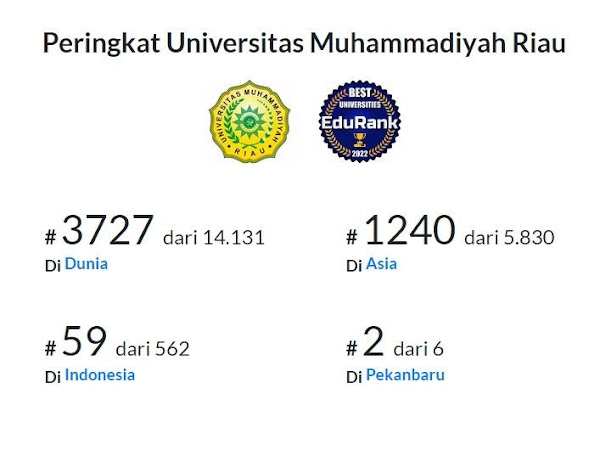 Peringkat Universitas Muhammadiyah Riau
UNIVERSITAS MUHAMMADIYAH
RIAU
BEST
UNIVERSITIES
EduRank
2022
# 3727 dari 14.131
Di Dunia
# 1240 dari 5.830
Di Asia
# 59 dari 562
Di Indonesia
# 2 dari 6
Di Pekanbaru